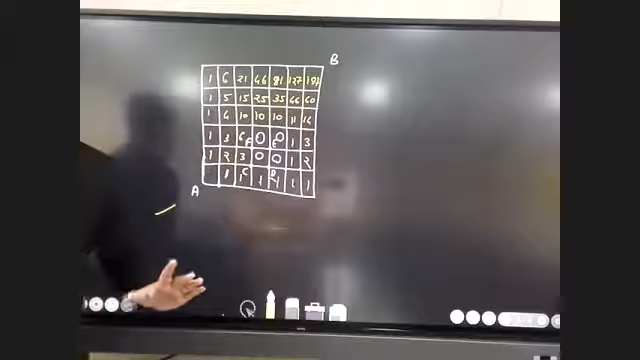 B
1 6 21 46 81 127 187
1 5 15 25 35 46 60
1 4 10 10 10 11 14
1 3 6 0 0 1 3
1 2 3 0 0 1 2
1 1 1 1 1 1
A